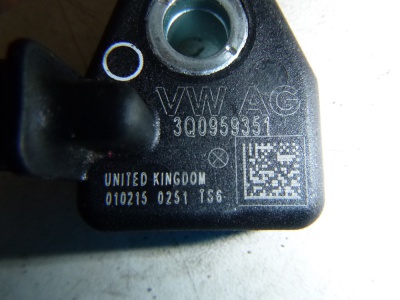 VW AG
3Q0959351
UNITED KINGDOM
010215 0251 TS6